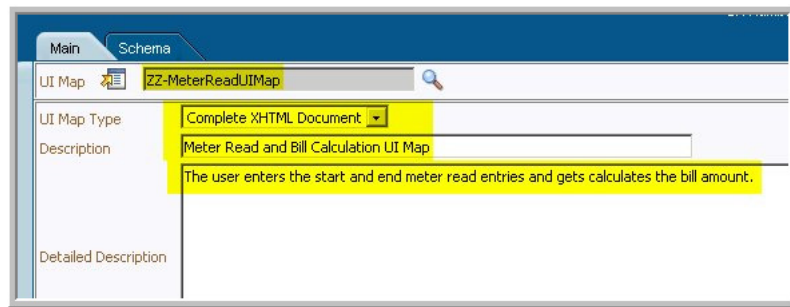 Main Schema
UI Map ZZ-MeterReadUIMap
UI Map Type Complete XHTML Document
Description Meter Read and Bill Calculation UI Map
The user enters the start and end meter read entries and gets calculates the bill amount.
Detailed Description